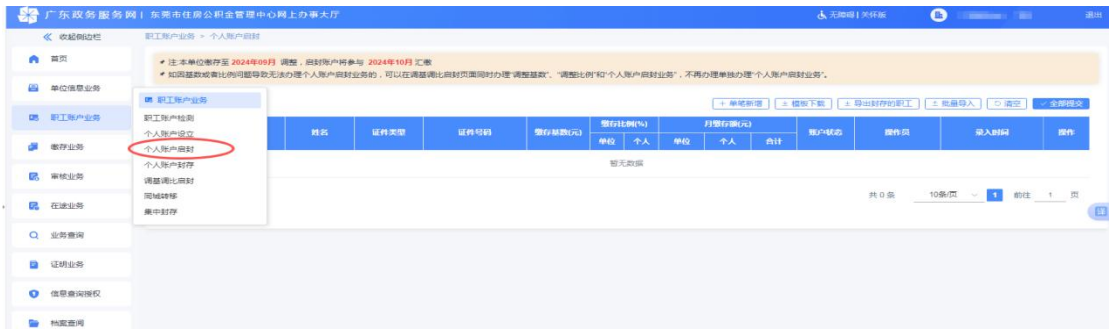 广东政务服务网 | 东莞市住房公积金管理中心网上办事大厅
无障碍 | 关怀版
退出
收起侧边栏
职工账户业务 > 个人账户启封
首页
单位信息业务
职工账户业务
缴存业务
审核业务
在途业务
业务查询
证明业务
信息查询授权
档案查阅
注:本单位缴存至 2024年09月 调整，启封账户将参与 2024年10月 汇缴
如因基数或者比例问题导致无法办理个人账户启封业务的，可以在调基调比启封页面同时办理"调整基数"、"调整比例"和"个人账户启封业务"，不再办理单独办理"个人账户启封业务"。
职工账户业务
职工账户检测
个人账户设立
个人账户启封
个人账户封存
调基调比启封
同城转移
集中封存
+ 单笔新增
模板下载
导出封存的职工
批量导入
清空
全部提交
姓名
证件类型
证件号码
缴存基数(元)
缴存比例(%)
月缴存额(元)
账户状态
操作员
录入时间
操作
单位
个人
单位
个人
合计
暂无数据
共 0 条
10条/页
1
前往 1 页